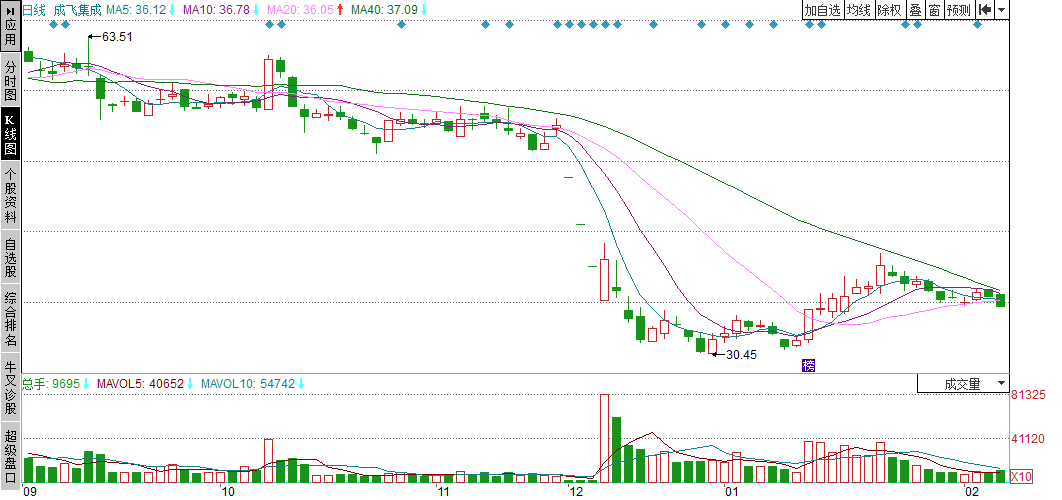 应用
分时图
K线图
个股资料
自选股
综合排名
牛叉诊股
超级盘口
日线 成飞集成 MA5: 36.12↓ MA10: 36.78↓ MA20: 36.05↑ MA40: 37.09↓
加自选 均线 除权 叠 窗 预测
63.51
30.45
榜
总手: 9695↓ MAVOL5: 40652↓ MAVOL10: 54742↓
成交量
81325
41120
X10
09 10 11 12 01 02